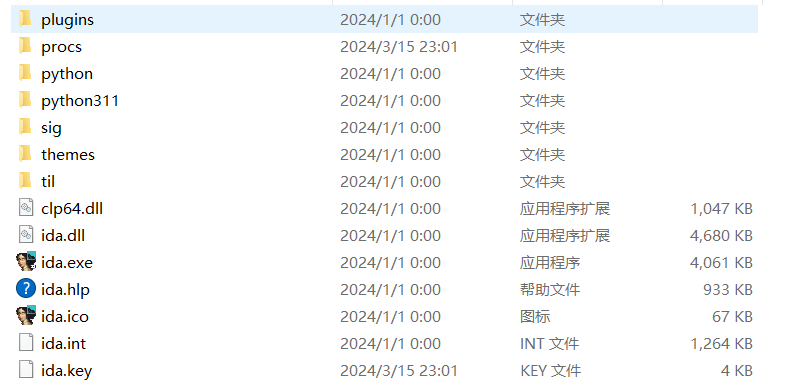 plugins 2024/1/1 0:00 文件夹
procs 2024/3/15 23:01 文件夹
python 2024/1/1 0:00 文件夹
python311 2024/1/1 0:00 文件夹
sig 2024/1/1 0:00 文件夹
themes 2024/1/1 0:00 文件夹
til 2024/1/1 0:00 文件夹
clp64.dll 2024/1/1 0:00 应用程序扩展 1,047 KB
ida.dll 2024/1/1 0:00 应用程序扩展 4,680 KB
ida.exe 2024/1/1 0:00 应用程序 4,061 KB
ida.hlp 2024/1/1 0:00 帮助文件 933 KB
ida.ico 2024/1/1 0:00 图标 67 KB
ida.int 2024/1/1 0:00 INT 文件 1,264 KB
ida.key 2024/3/15 23:01 KEY 文件 4 KB